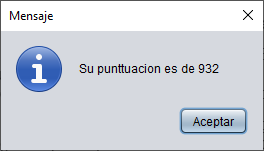 Mensaje
Su punttuacion es de 932
Aceptar